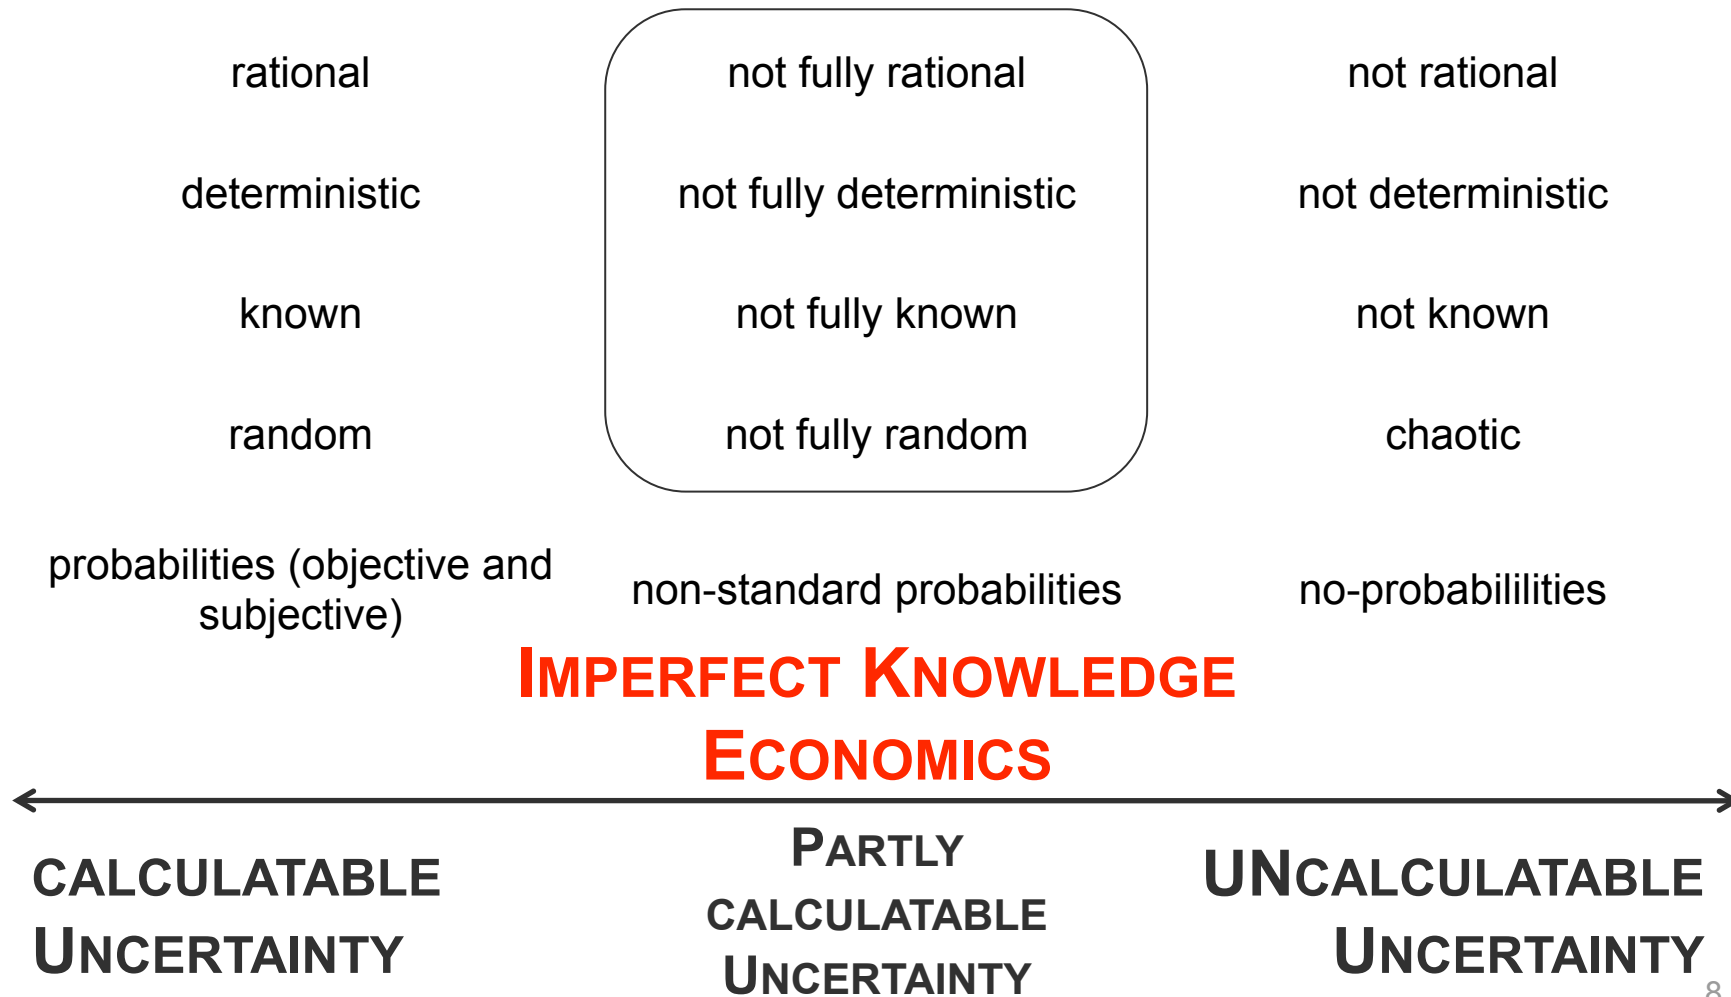 rational
not fully rational
not rational
deterministic
not fully deterministic
not deterministic
known
not fully known
not known
random
not fully random
chaotic
probabilities (objective and
subjective)
non-standard probabilities
no-probabililities
IMPERFECT KNOWLEDGE
ECONOMICS
CALCULATABLE
UNCERTAINTY
PARTLY
CALCULATABLE
UNCERTAINTY
UNCALCULATABLE
UNCERTAINTY
8